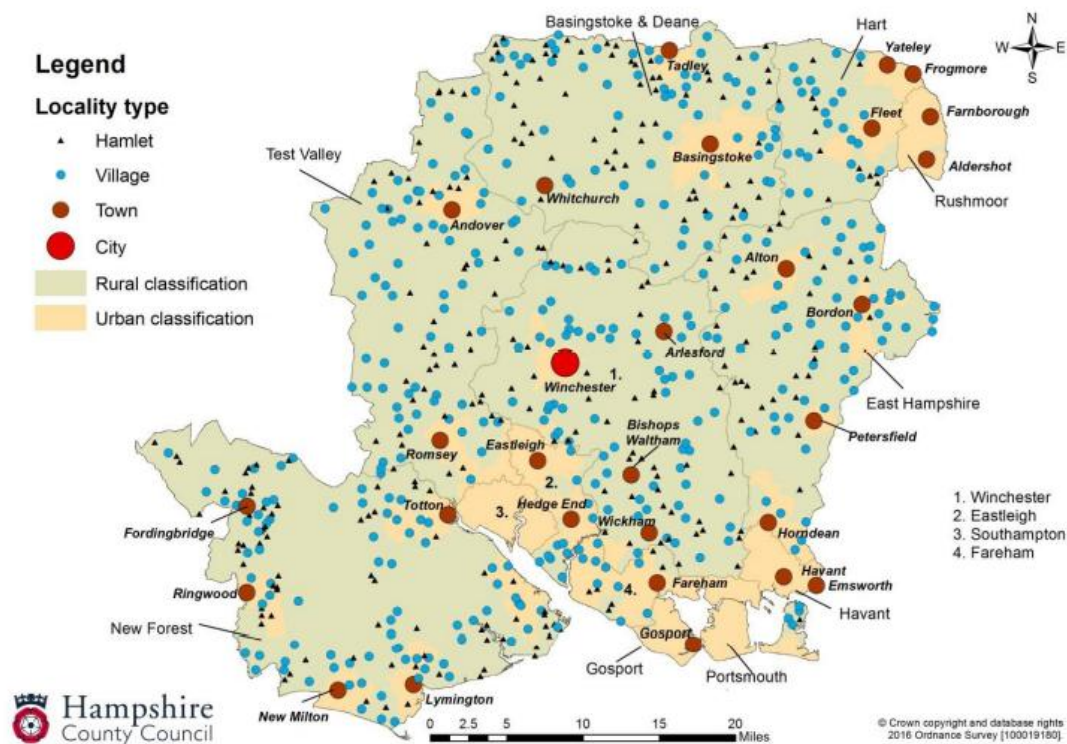 Basingstoke & Deane
Hart
N
W
E
S
Yateley
Frogmore
Tadley
Legend
Locality type
Hamlet
Village
Town
City
Rural classification
Urban classification
Fleet
Farnborough
Basingstoke
Aldershot
Test Valley
Rushmoor
Whitchurch
Andover
Alton
Bordon
Arlesford
1.
Winchester
East Hampshire
Bishops
Waltham
Petersfield
Romsey
Eastleigh
2.
Totton
3.
Hedge End
Wickham
Horndean
1. Winchester
2. Eastleigh
3. Southampton
4. Fareham
Fordingbridge
Havant
Emsworth
Ringwood
4.
Fareham
Havant
New Forest
Gosport
Gosport
Portsmouth
Lymington
New Milton
Hampshire
County Council
0 2.5 5 10 15 20
Miles
© Crown copyright and database rights
2016 Ordnance Survey [100019180].